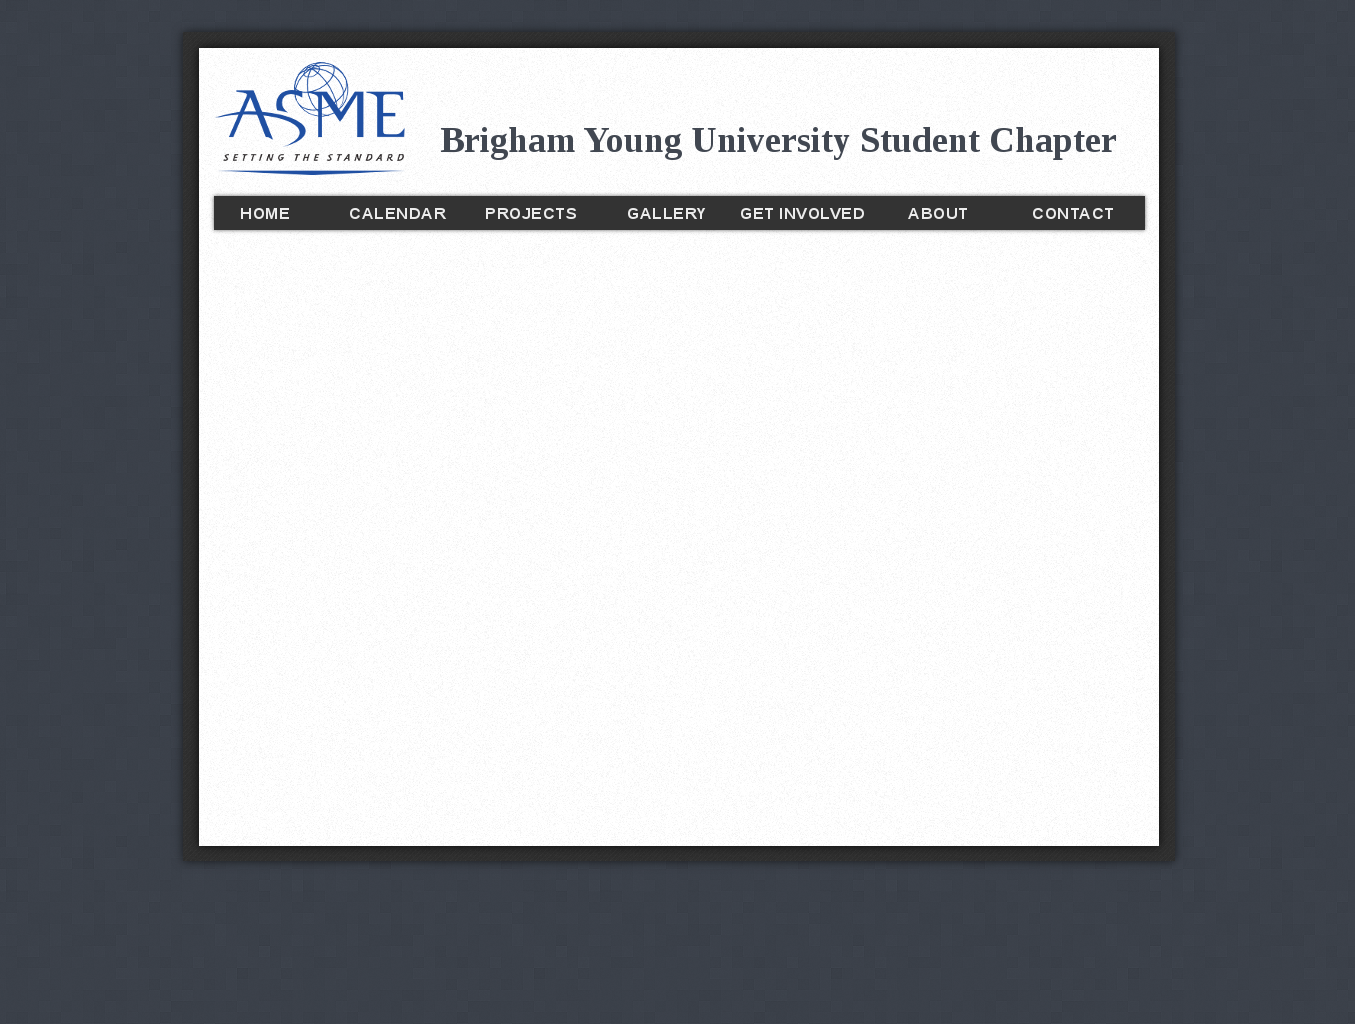 ASME
SETTING THE STANDARD
Brigham Young University Student Chapter
HOME CALENDAR PROJECTS GALLERY GET INVOLVED ABOUT CONTACT